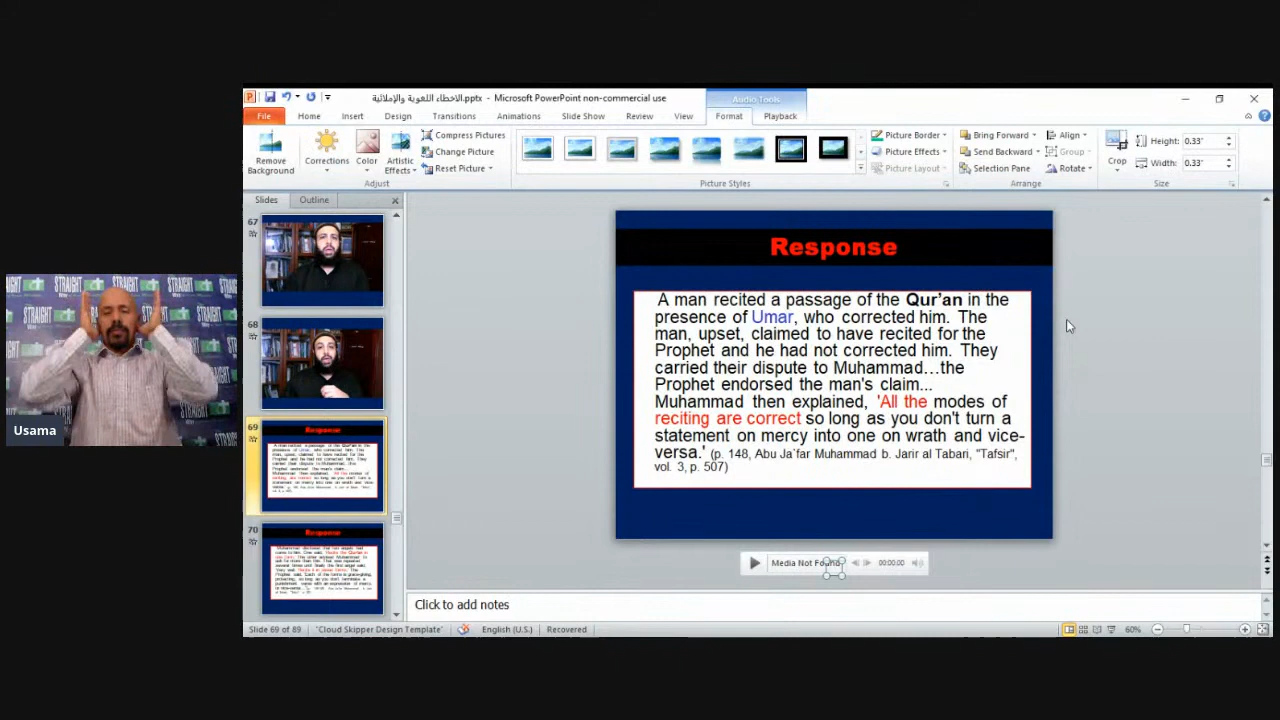 الاخطاء اللغوية والإملائية.pptx - Microsoft PowerPoint non-commercial use
Audio Tools
File Home Insert Design Transitions Animations Slide Show Review View Format Playback
Remove Background
Corrections
Color
Artistic Effects
Compress Pictures
Change Picture
Reset Picture
Adjust
Picture Styles
Picture Border
Picture Effects
Picture Layout
Bring Forward
Send Backward
Selection Pane
Align
Group
Rotate
Arrange
Crop
Height: 0.33"
Width: 0.33"
Size
Slides Outline
67
68
69
70
STRAIGHT
Usama
Response
A man recited a passage of the Qur’an in the
presence of Umar, who corrected him. The
man, upset, claimed to have recited for the
Prophet and he had not corrected him. They
carried their dispute to Muhammad…the
Prophet endorsed the man's claim...
Muhammad then explained, 'All the modes of
reciting are correct so long as you don't turn a
statement on mercy into one on wrath and vice-
versa.' (p. 148, Abu Ja'far Muhammad b. Jarir al Tabari, "Tafsir",
vol. 3, p. 507)
Media Not Found
00:00.00
Click to add notes
Slide 69 of 89 "Cloud Skipper Design Template" English (U.S.) Recovered 60%